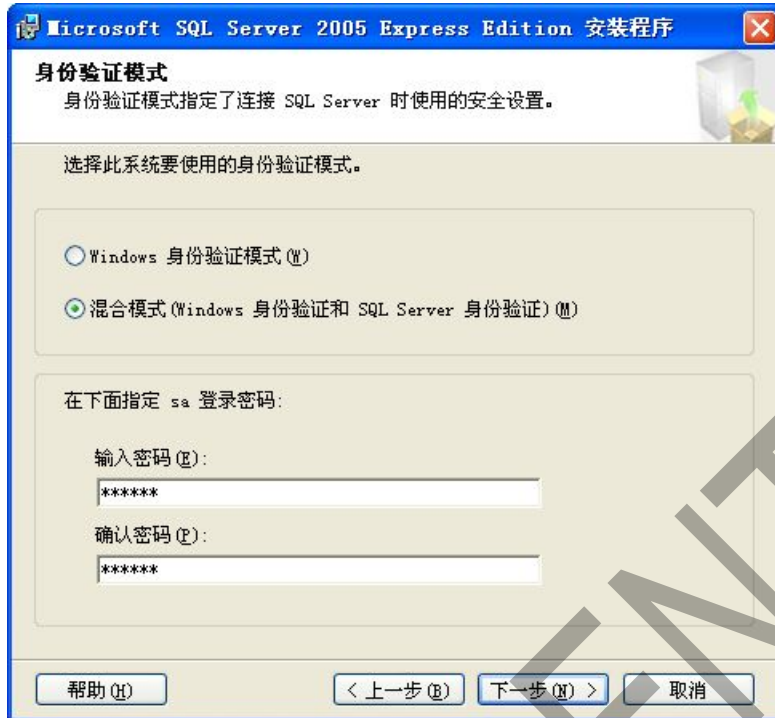 Microsoft SQL Server 2005 Express Edition 安装程序
身份验证模式
身份验证模式指定了连接 SQL Server 时使用的安全设置。
选择此系统要使用的身份验证模式。
Windows 身份验证模式(W)
混合模式(Windows 身份验证和 SQL Server 身份验证)(M)
在下面指定 sa 登录密码:
输入密码(E):
******
确认密码(P):
******
帮助(H) < 上一步(B) 下一步(N) > 取消